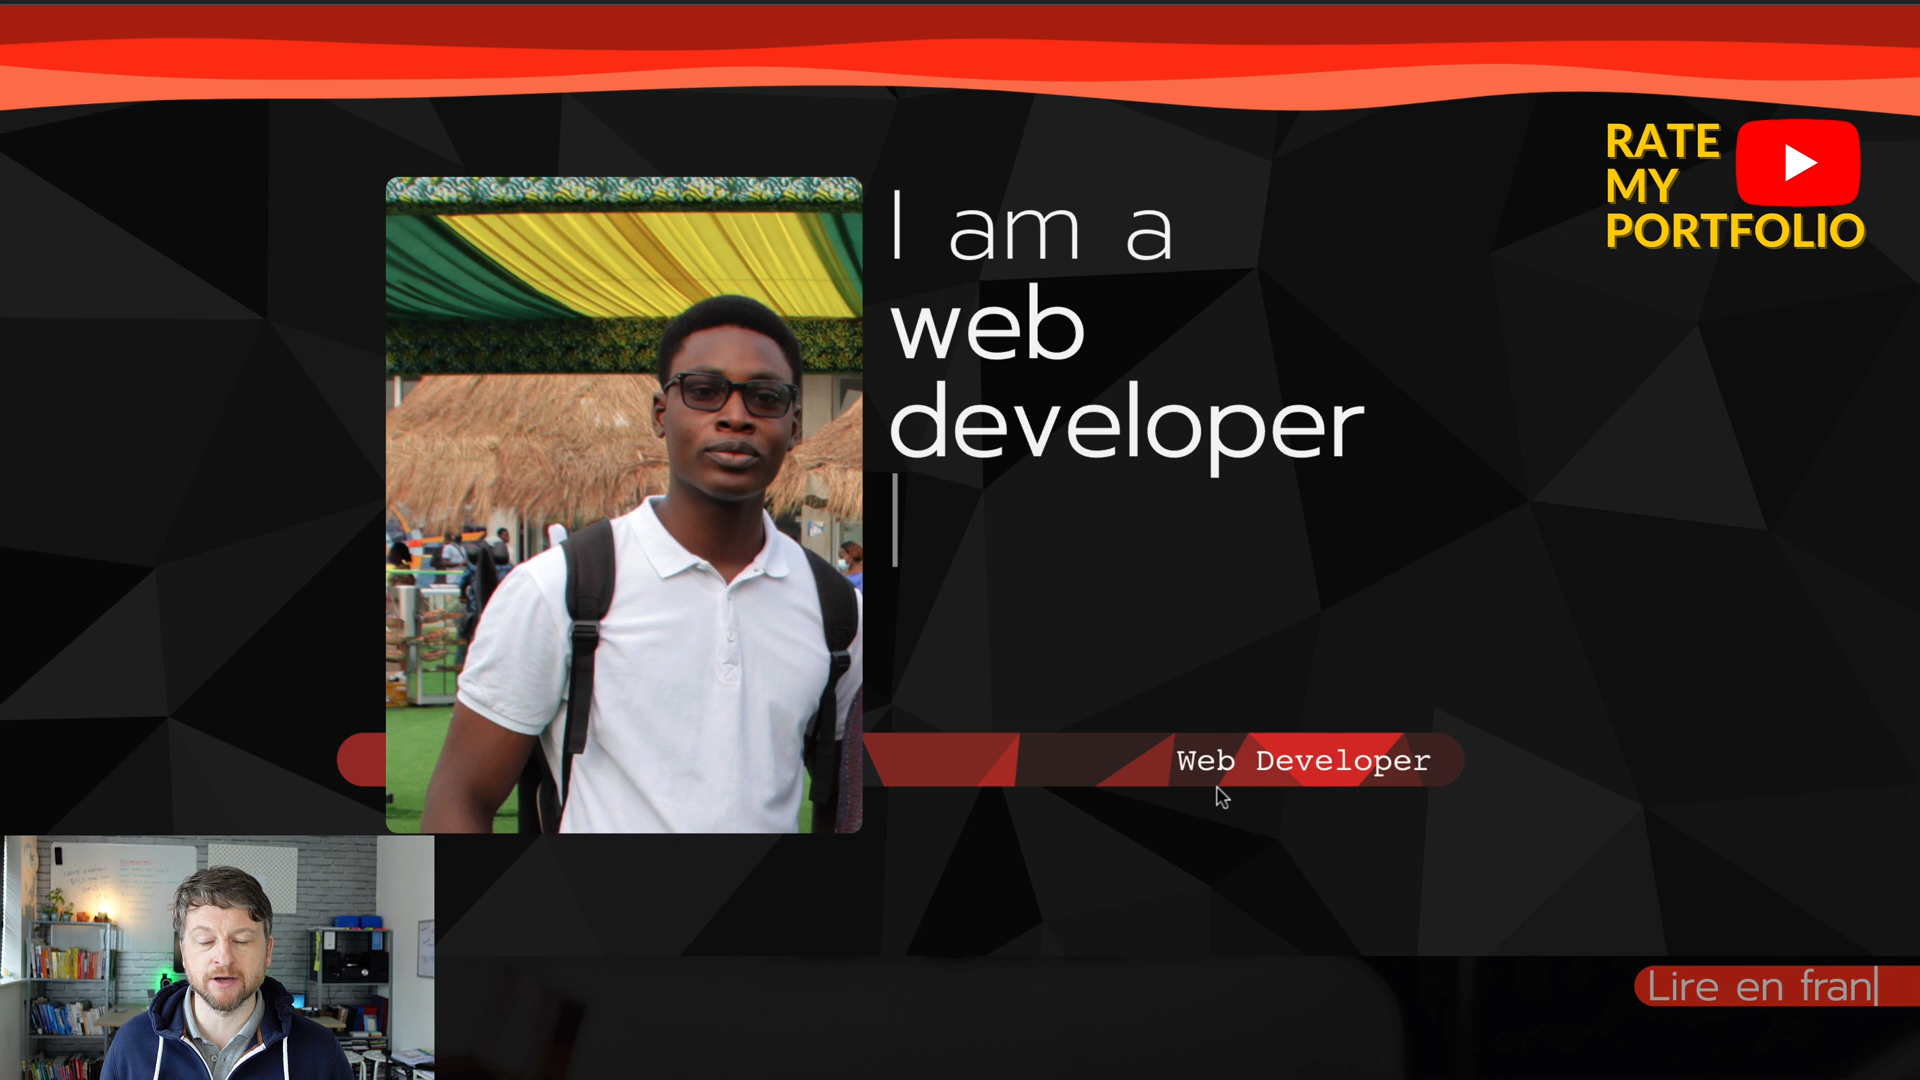 RATE
MY
PORTFOLIO
I am a
web
developer
Web Developer
Lire en fran